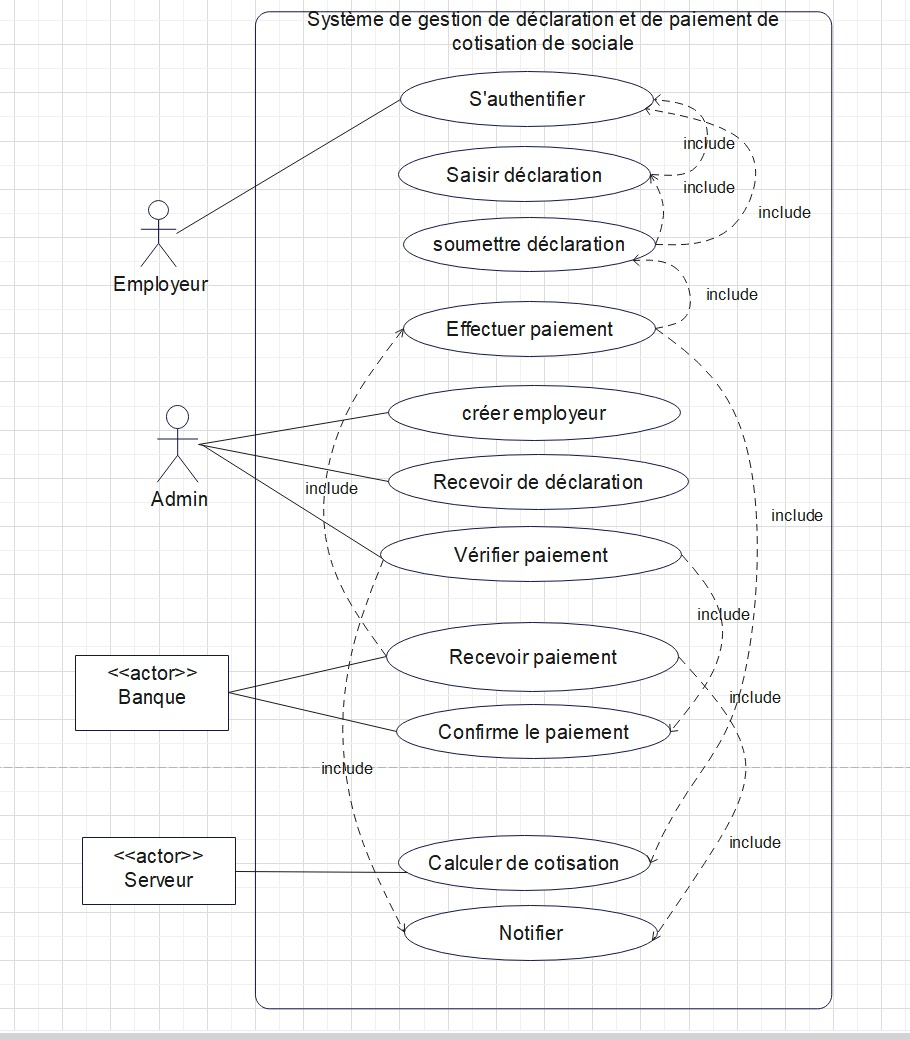 Système de gestion de déclaration et de paiement de
cotisation de sociale
S'authentifier
include
Saisir déclaration
include
include
soumettre déclaration
Employeur
include
Effectuer paiement
créer employeur
Recevoir de déclaration
include
Admin
include
Vérifier paiement
include
Recevoir paiement
<<actor>>
Banque
include
Confirme le paiement
include
include
<<actor>>
Serveur
Calculer de cotisation
Notifier